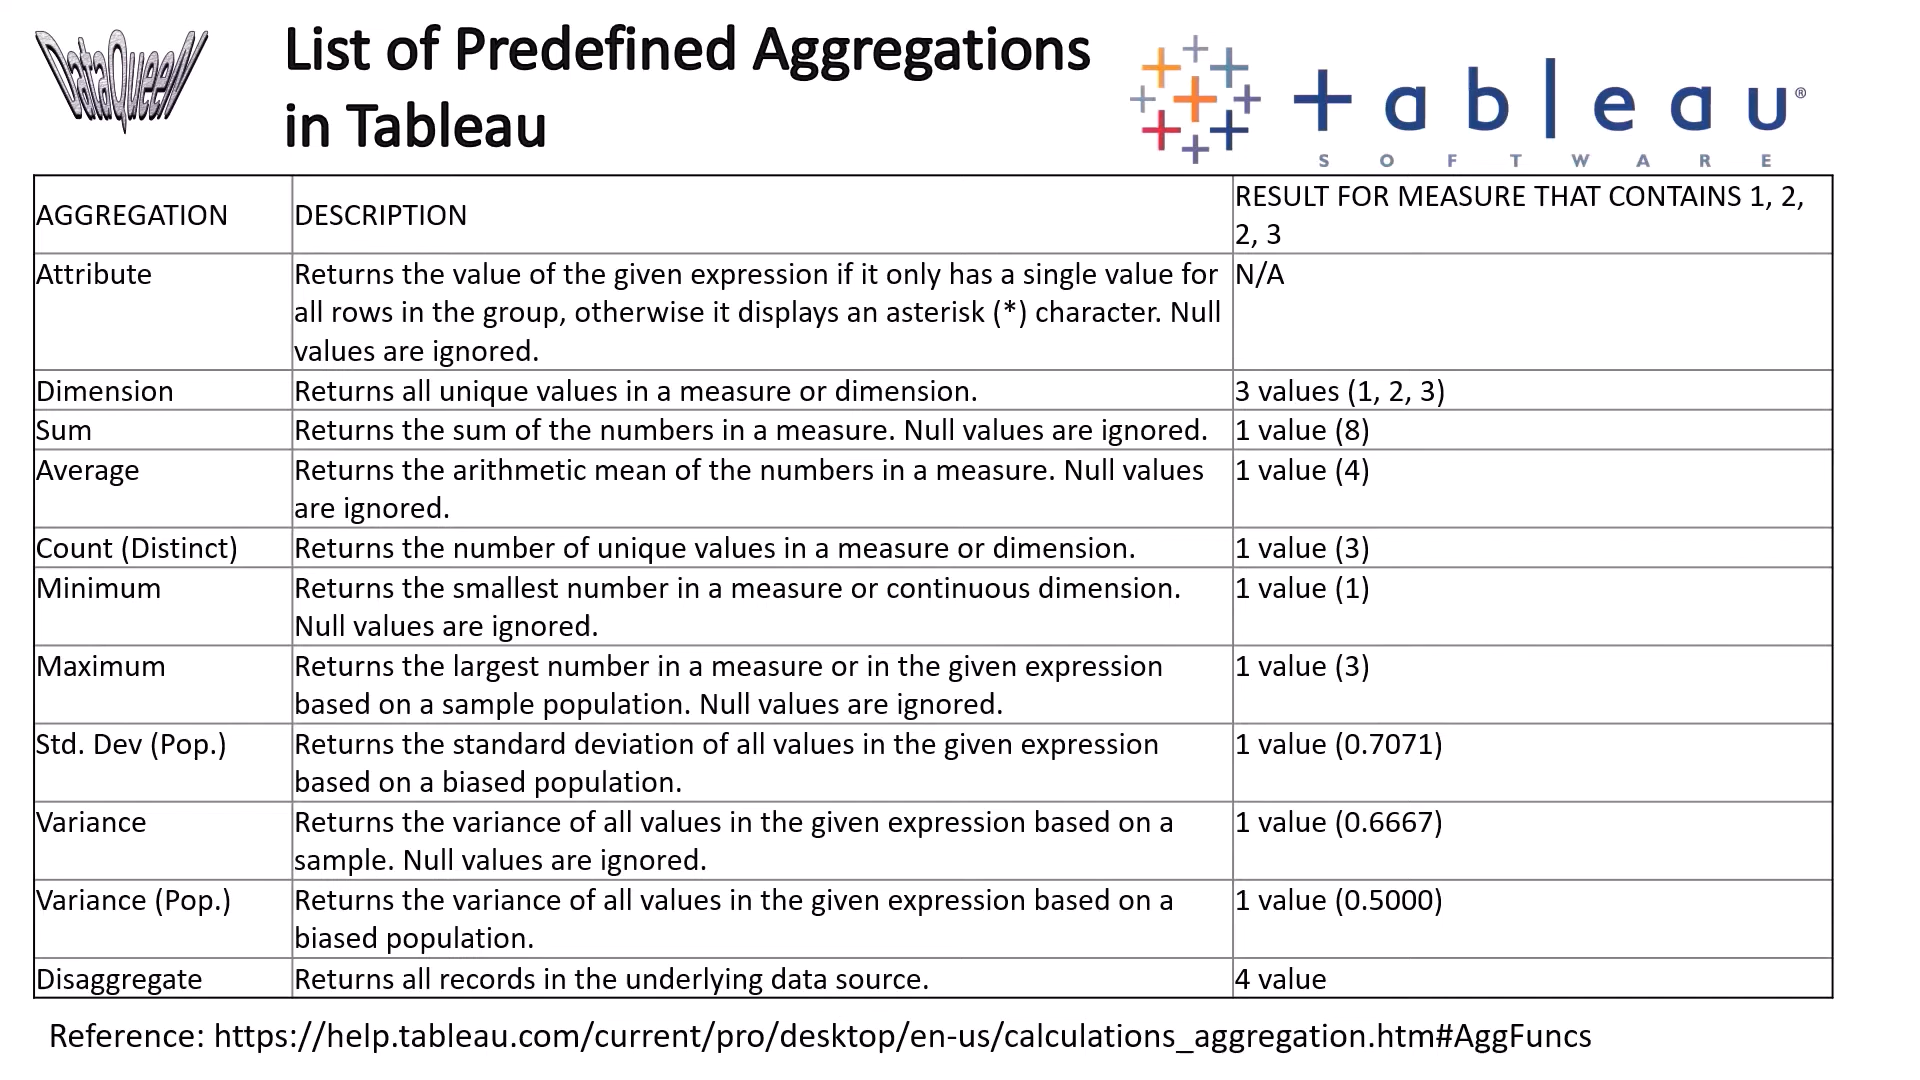 DataQueen
List of Predefined Aggregations
in Tableau
+ableau®
SOFTWARE
AGGREGATION
DESCRIPTION
RESULT FOR MEASURE THAT CONTAINS 1, 2,
2, 3
Attribute
Returns the value of the given expression if it only has a single value for
all rows in the group, otherwise it displays an asterisk (*) character. Null
values are ignored.
N/A
Dimension
Returns all unique values in a measure or dimension.
3 values (1, 2, 3)
Sum
Returns the sum of the numbers in a measure. Null values are ignored.
1 value (8)
Average
Returns the arithmetic mean of the numbers in a measure. Null values
are ignored.
1 value (4)
Count (Distinct)
Returns the number of unique values in a measure or dimension.
1 value (3)
Minimum
Returns the smallest number in a measure or continuous dimension.
Null values are ignored.
1 value (1)
Maximum
Returns the largest number in a measure or in the given expression
based on a sample population. Null values are ignored.
1 value (3)
Std. Dev (Pop.)
Returns the standard deviation of all values in the given expression
based on a biased population.
1 value (0.7071)
Variance
Returns the variance of all values in the given expression based on a
sample. Null values are ignored.
1 value (0.6667)
Variance (Pop.)
Returns the variance of all values in the given expression based on a
biased population.
1 value (0.5000)
Disaggregate
Returns all records in the underlying data source.
4 value
Reference: https://help.tableau.com/current/pro/desktop/en-us/calculations_aggregation.htm#AggFuncs